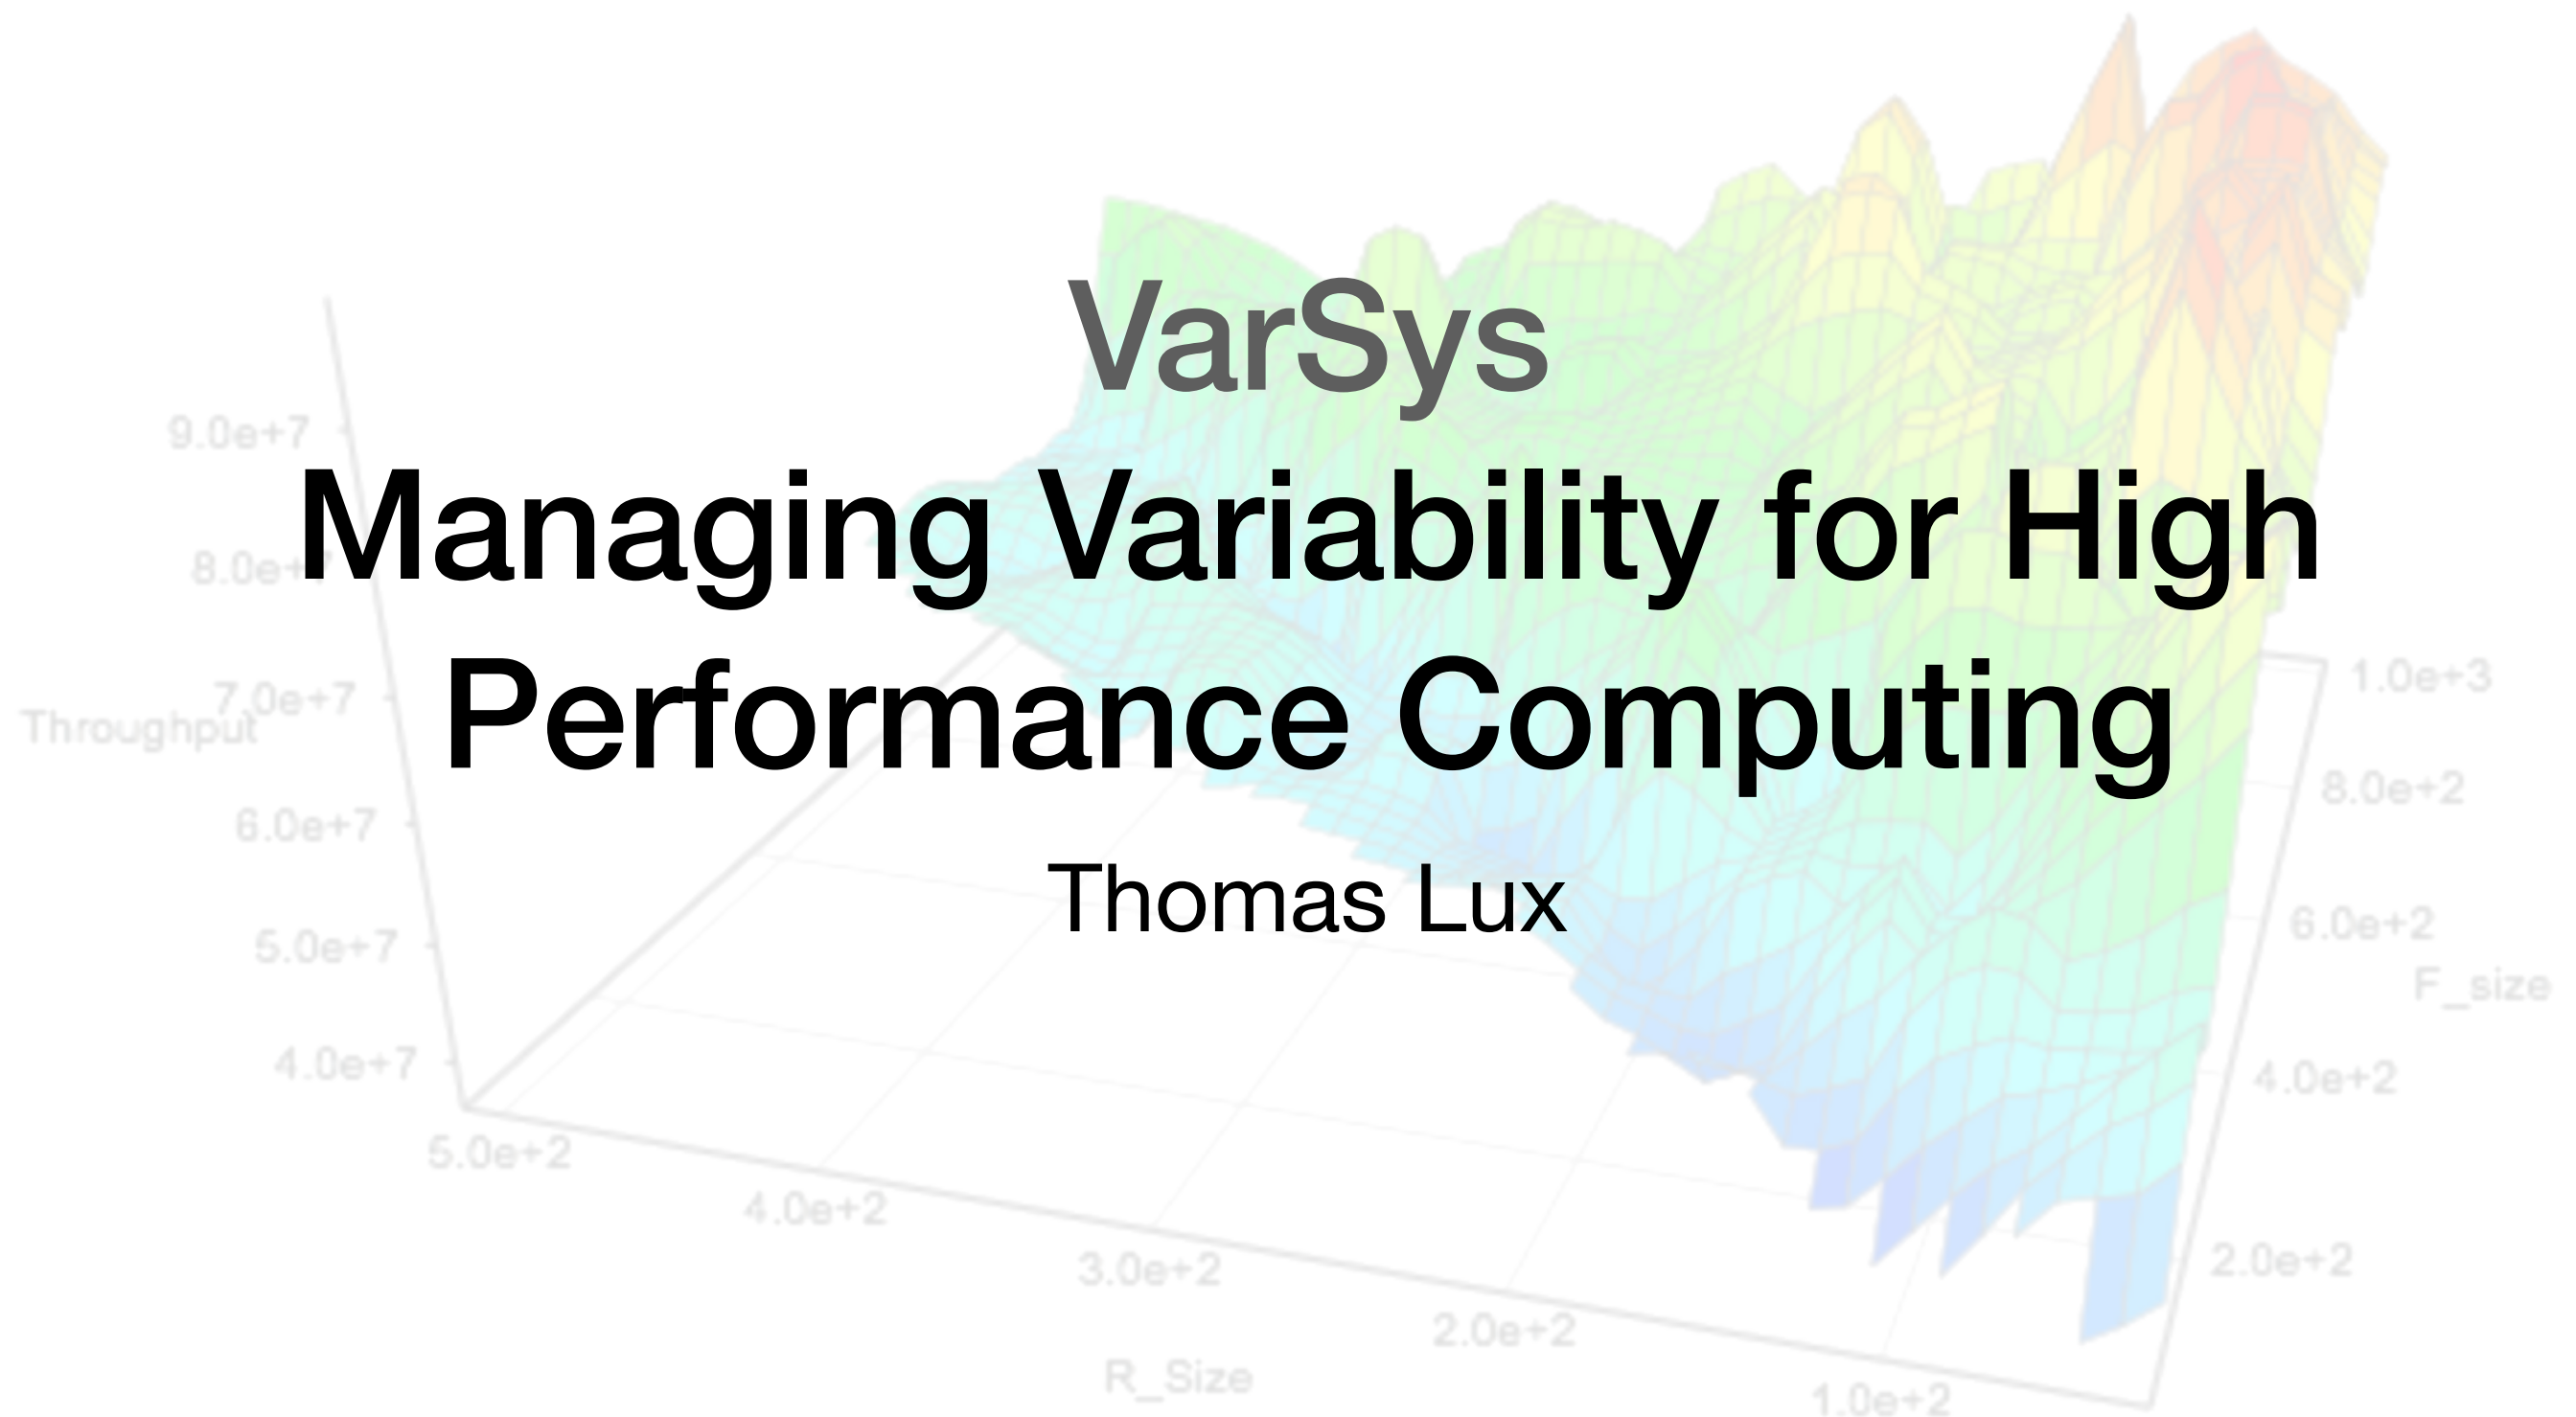 VarSys
Managing Variability for High
Performance Computing
Thomas Lux
Throughput
9.0e+7
8.0e+7
7.0e+7
6.0e+7
5.0e+7
4.0e+7
5.0e+2
4.0e+2
3.0e+2
2.0e+2
1.0e+2
R_Size
1.0e+3
8.0e+2
6.0e+2
4.0e+2
2.0e+2
F_size